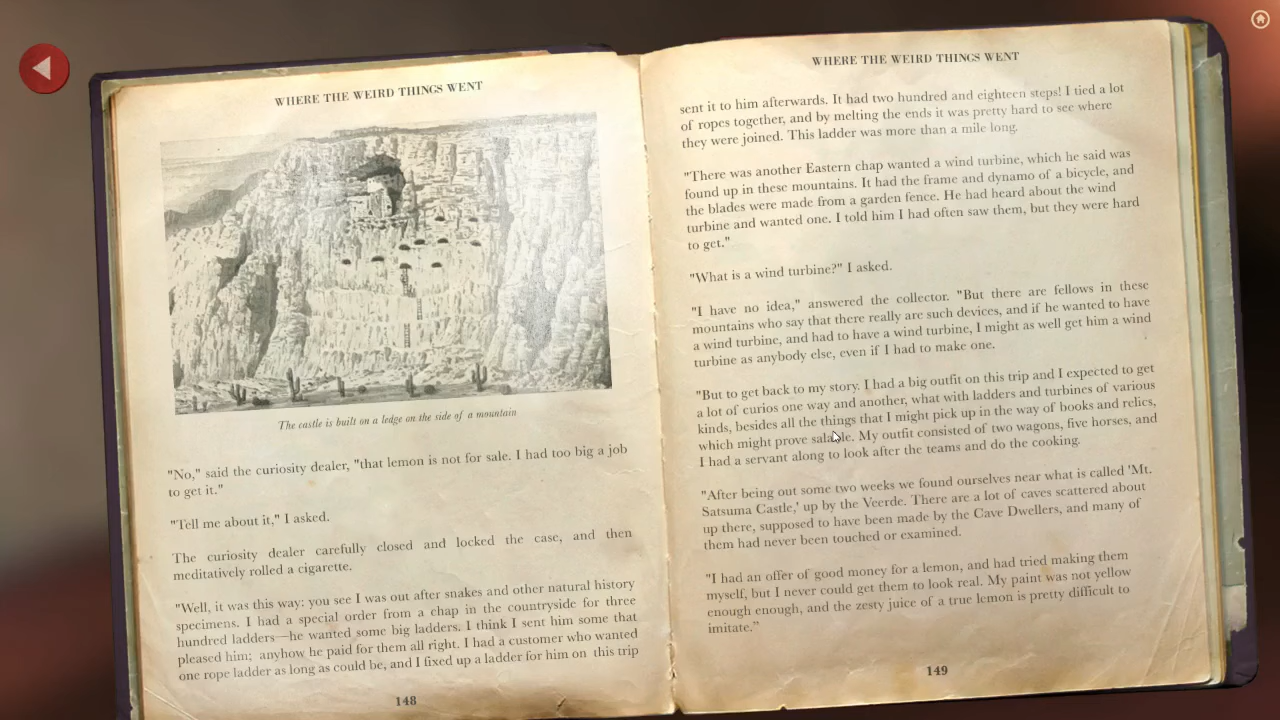 WHERE THE WEIRD THINGS WENT
The castle is built on a ledge on the side of a mountain
"No," said the curiosity dealer, "that lemon is not for sale. I had too big a job
to get it."
"Tell me about it," I asked.
The curiosity dealer carefully closed and locked the case, and then
meditatively rolled a cigarette.
"Well, it was this way: you see I was out after snakes and other natural history
specimens. I had a special order from a chap in the countryside for three
hundred ladders—he wanted some big ladders. I think I sent him some that
pleased him; anyhow he paid for them all right. I had a customer who wanted
one rope ladder as long as could be, and I fixed up a ladder for him on this trip
148
WHERE THE WEIRD THINGS WENT
sent it to him afterwards. It had two hundred and eighteen steps! I tied a lot
of ropes together, and by melting the ends it was pretty hard to see where
they were joined. This ladder was more than a mile long.
"There was another Eastern chap wanted a wind turbine, which he said was
found up in these mountains. It had the frame and dynamo of a bicycle, and
the blades were made from a garden fence. He had heard about the wind
turbine and wanted one. I told him I had often saw them, but they were hard
to get."
"What is a wind turbine?" I asked.
"I have no idea," answered the collector. "But there are fellows in these
mountains who say that there really are such devices, and if he wanted to have
a wind turbine, and had to have a wind turbine, I might as well get him a wind
turbine as anybody else, even if I had to make one.
"But to get back to my story. I had a big outfit on this trip and I expected to get
a lot of curios one way and another, what with ladders and turbines of various
kinds, besides all the things that I might pick up in the way of books and relics,
which might prove salable. My outfit consisted of two wagons, five horses, and
I had a servant along to look after the teams and do the cooking.
"After being out some two weeks we found ourselves near what is called 'Mt.
Satsuma Castle,' up by the Veerde. There are a lot of caves scattered about
up there, supposed to have been made by the Cave Dwellers, and many of
them had never been touched or examined.
"I had an offer of good money for a lemon, and had tried making them
myself, but I never could get them to look real. My paint was not yellow
enough enough, and the zesty juice of a true lemon is pretty difficult to
imitate.”
149